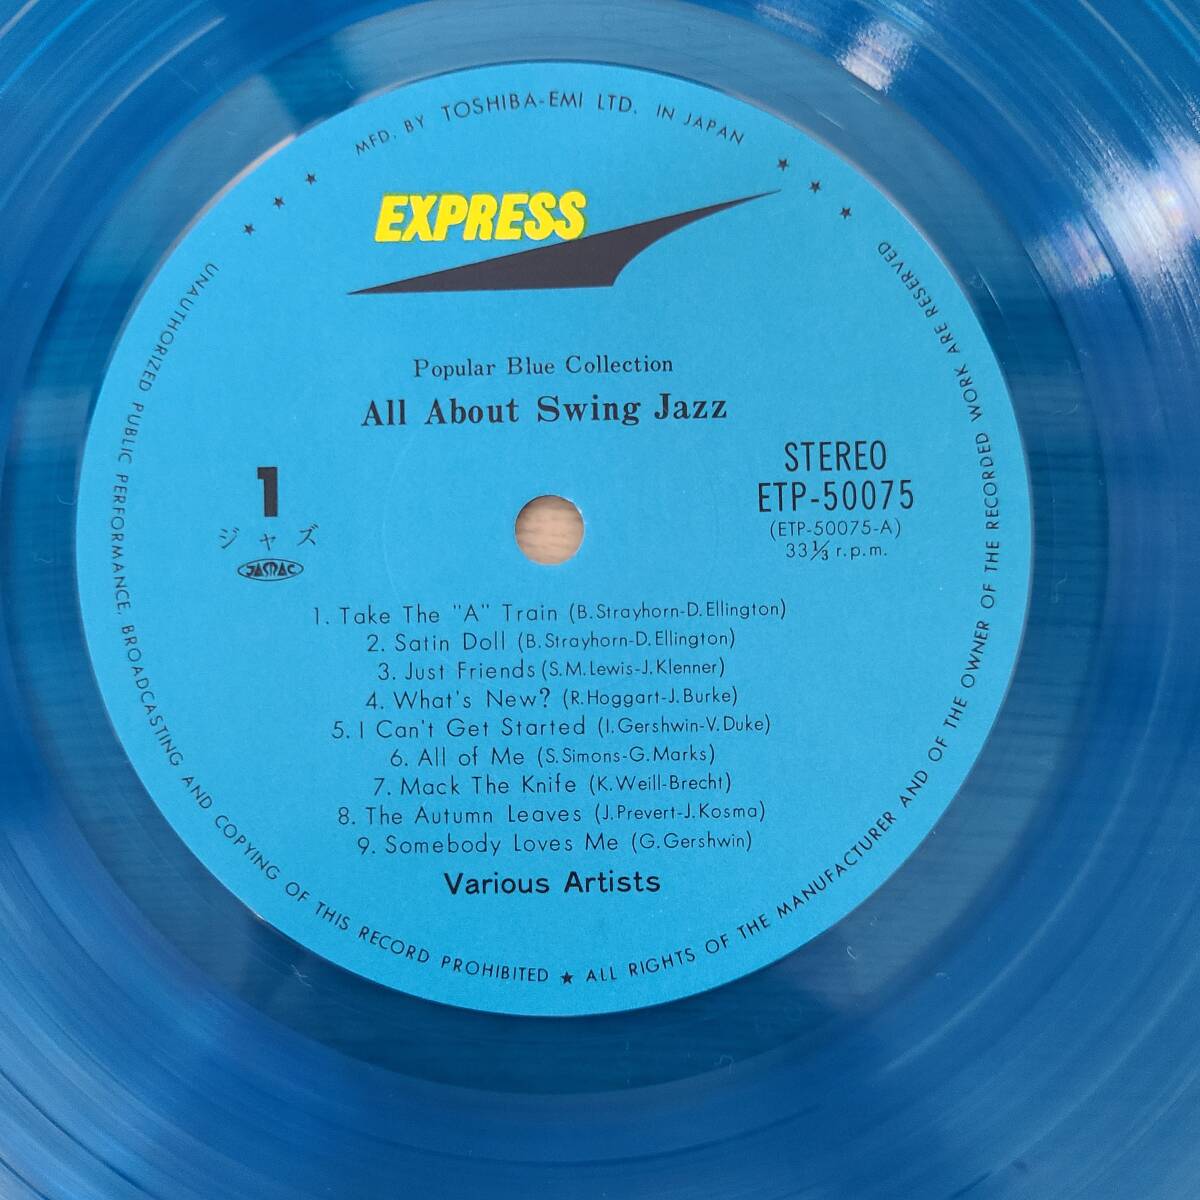 MFD. BY TOSHIBA-EMI LTD. IN JAPAN
★ ★ ★
★ ★ ★
EXPRESS
Popular Blue Collection
All About Swing Jazz
1
ジャズ
JASRAC
STEREO
ETP-50075
(ETP-50075-A)
33⅓ r.p.m.
1. Take The "A" Train (B.Strayhorn-D.Ellington)
2. Satin Doll (B.Strayhorn-D.Ellington)
3. Just Friends (S.M.Lewis-J.Klenner)
4. What's New? (R.Hoggart-J.Burke)
5. I Can't Get Started (I.Gershwin-V.Duke)
6. All of Me (S.Simons-G.Marks)
7. Mack The Knife (K.Weill-Brecht)
8. The Autumn Leaves (J.Prevert-J.Kosma)
9. Somebody Loves Me (G.Gershwin)
Various Artists
UNAUTHORIZED PUBLIC PERFORMANCE, BROADCASTING AND COPYING OF THIS RECORD PROHIBITED ★ ALL RIGHTS OF THE MANUFACTURER AND OF THE OWNER OF THE RECORDED WORK ARE RESERVED